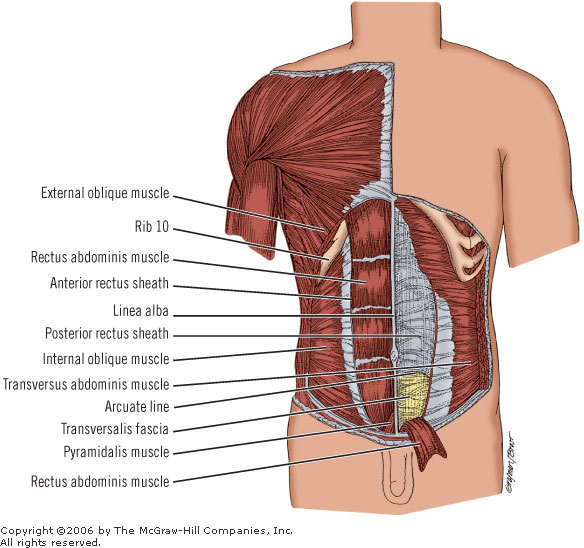 External oblique muscle
Rib 10
Rectus abdominis muscle
Anterior rectus sheath
Linea alba
Posterior rectus sheath
Internal oblique muscle
Transversus abdominis muscle
Arcuate line
Transversalis fascia
Pyramidalis muscle
Rectus abdominis muscle
Copyright ©2006 by The McGraw-Hill Companies, Inc.
All rights reserved.